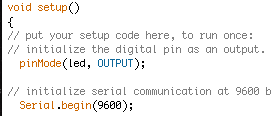 void setup()
{
// put your setup code here, to run once:
// initialize the digital pin as an output.
pinMode(led, OUTPUT);
// initialize serial communication at 9600 b
Serial.begin(9600);